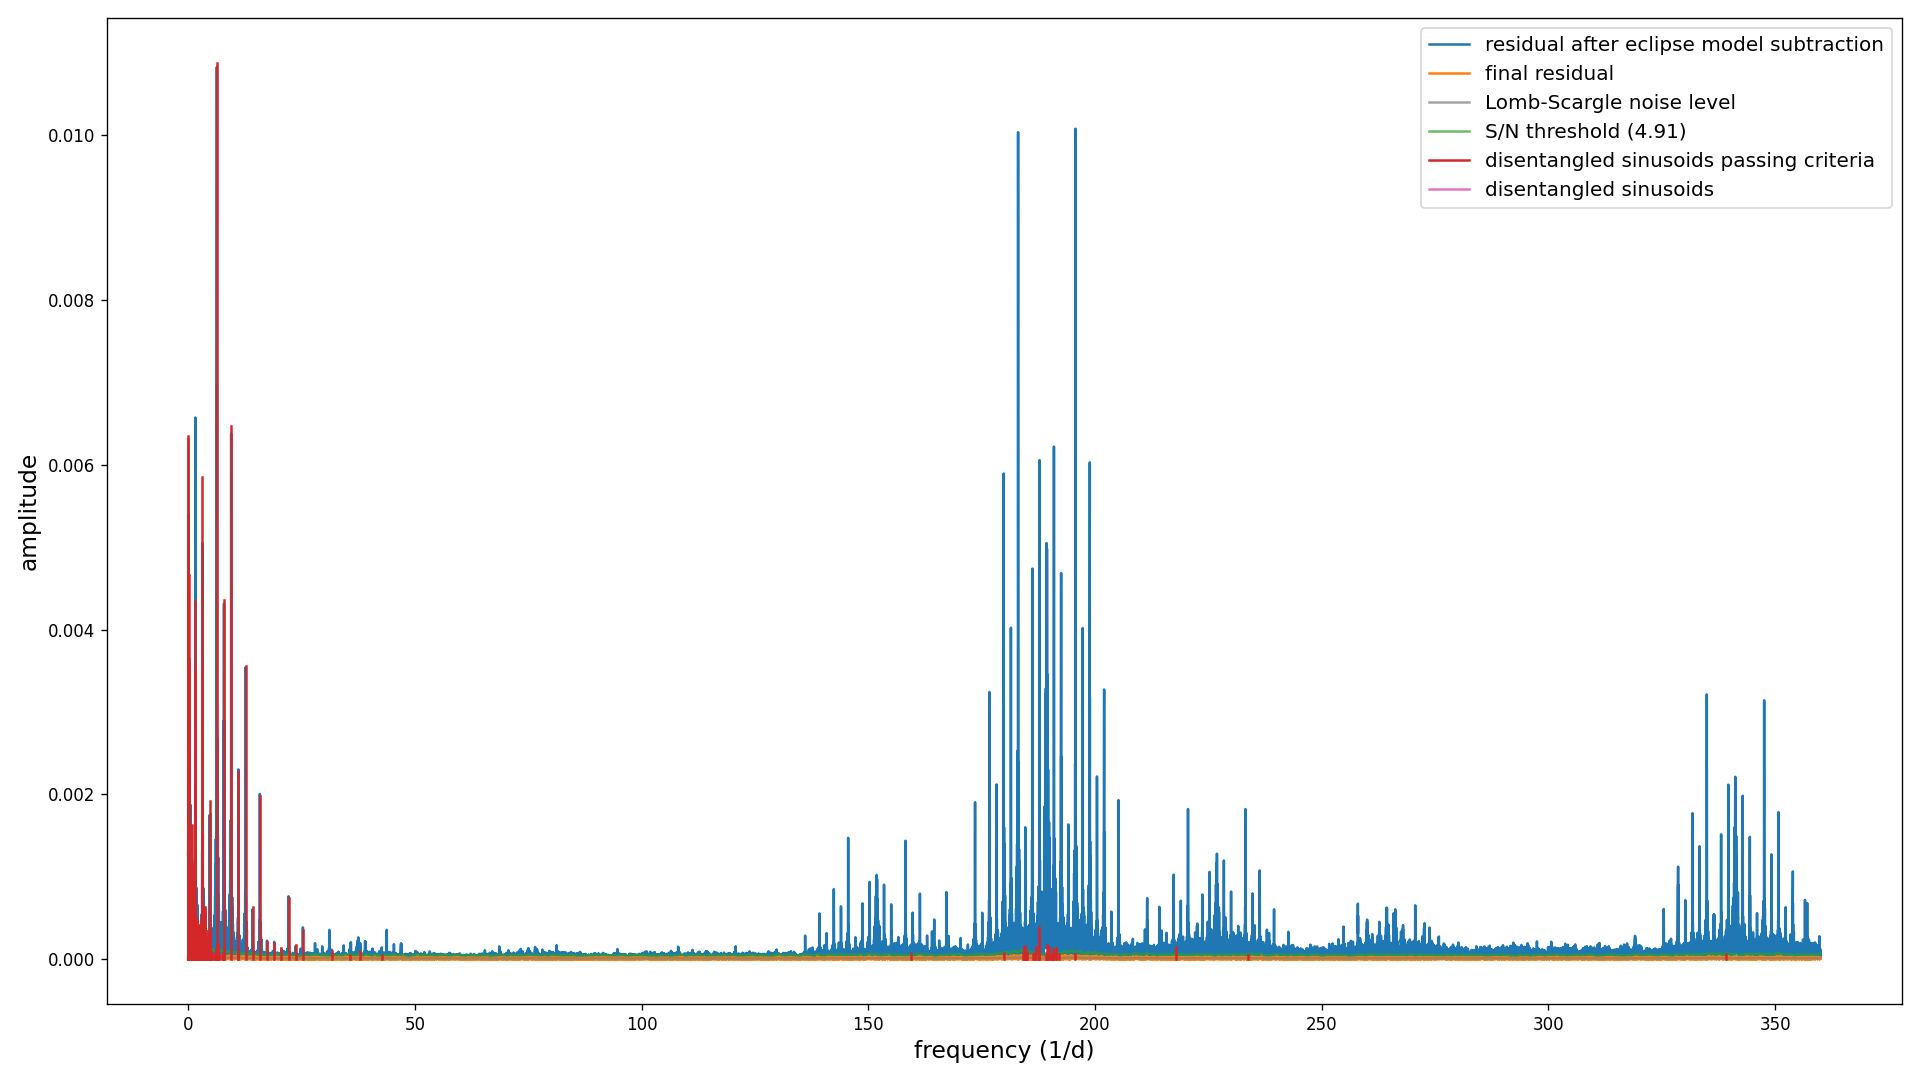 residual after eclipse model subtraction
final residual
Lomb-Scargle noise level
S/N threshold (4.91)
disentangled sinusoids passing criteria
disentangled sinusoids
amplitude
0.010
0.008
0.006
0.004
0.002
0.000
0 50 100 150 200 250 300 350
frequency (1/d)